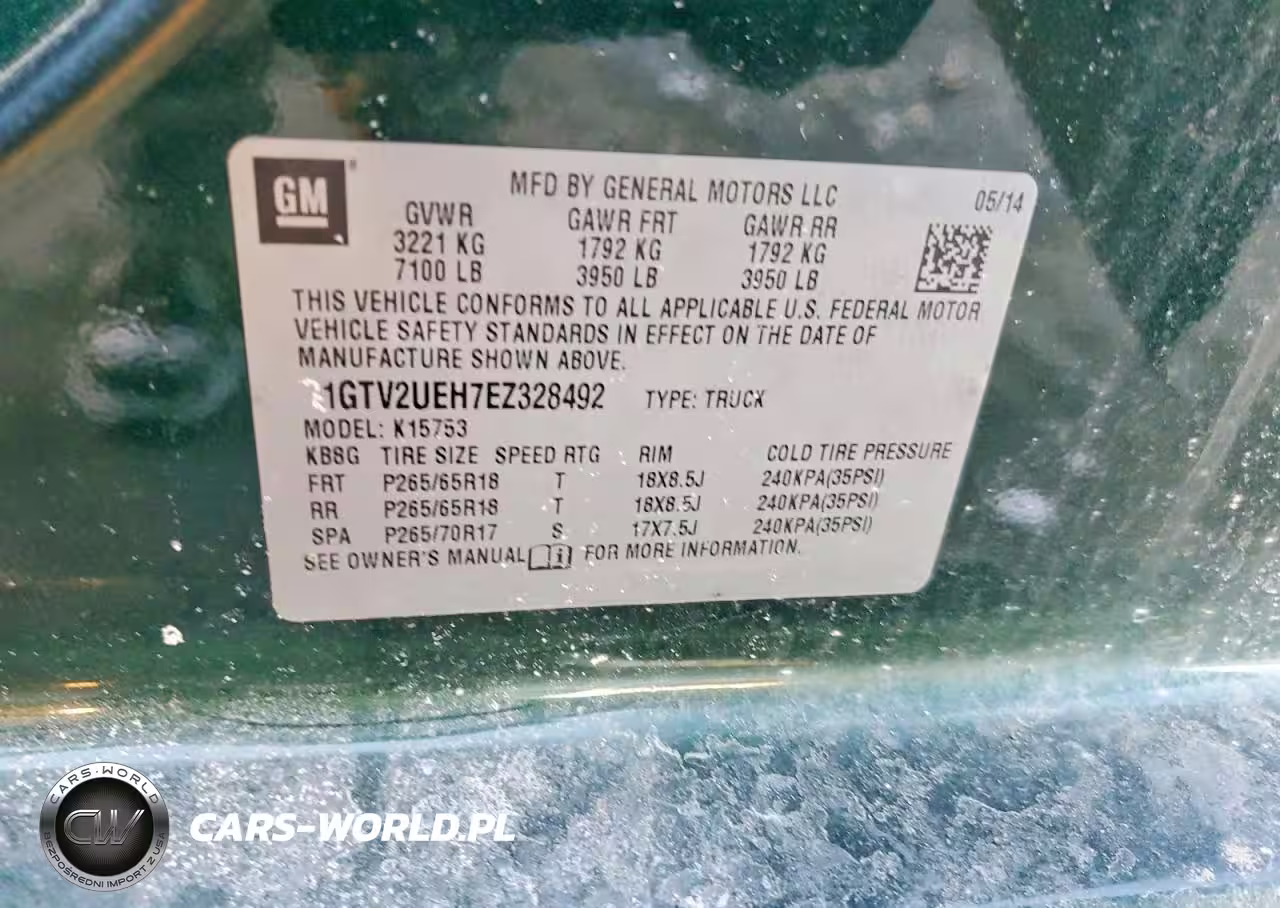 GM®
MFD BY GENERAL MOTORS LLC
05/14
GVWR GAWR FRT GAWR RR
3221 KG 1792 KG 1792 KG
7100 LB 3950 LB 3950 LB
THIS VEHICLE CONFORMS TO ALL APPLICABLE U.S. FEDERAL MOTOR
VEHICLE SAFETY STANDARDS IN EFFECT ON THE DATE OF
MANUFACTURE SHOWN ABOVE.
1GTV2UEH7EZ328492 TYPE: TRUCK
MODEL: K15753
KB8G TIRE SIZE SPEED RTG RIM COLD TIRE PRESSURE
FRT P265/65R18 T 18X8.5J 240KPA(35PSI)
RR P265/65R18 T 18X8.5J 240KPA(35PSI)
SPA P265/70R17 S 17X7.5J 240KPA(35PSI)
SEE OWNER'S MANUAL FOR MORE INFORMATION.
CARS-WORLD
CW
BEZPOŚREDNI IMPORT Z USA
CARS-WORLD.PL